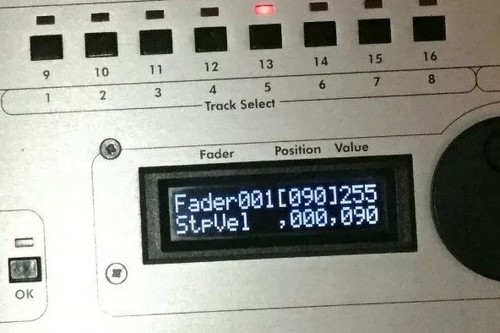 9 10 11 12 13 14 15 16
1 2 3 4 5 6 7 8
Track Select
Fader Position Value
Fader001[090]255
StpVel ,000,090
OK